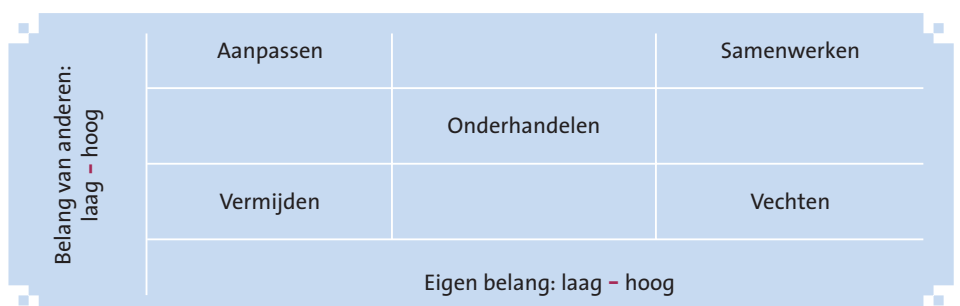 Belang van anderen:
laag – hoog
Aanpassen
Samenwerken
Onderhandelen
Vermijden
Vechten
Eigen belang: laag – hoog